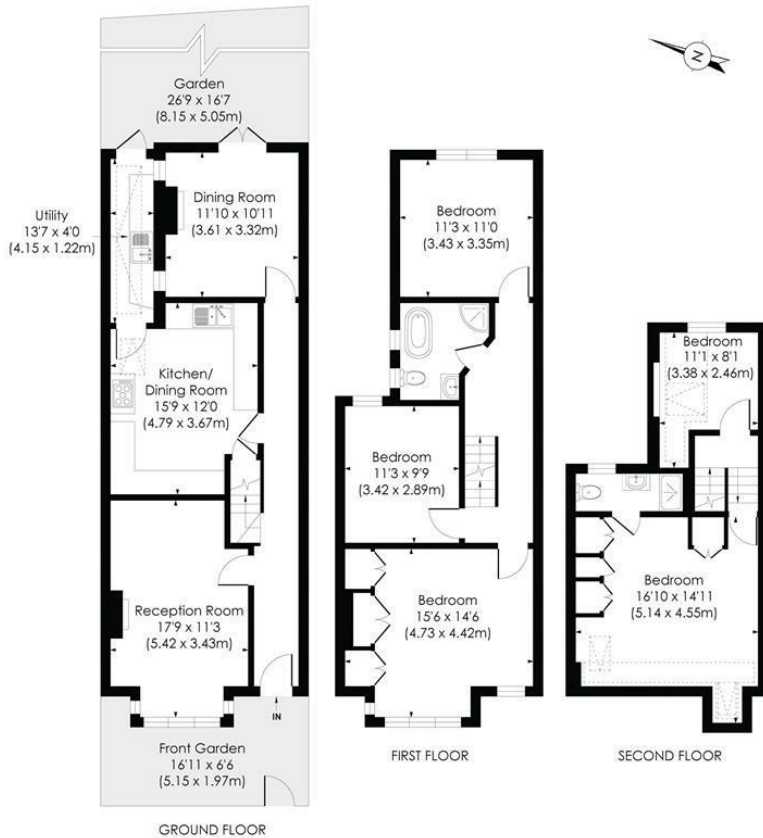 N
Garden
26'9 x 16'7
(8.15 x 5.05m)
Dining Room
11'10 x 10'11
(3.61 x 3.32m)
Utility
13'7 x 4'0
(4.15 x 1.22m)
Kitchen/
Dining Room
15'9 x 12'0
(4.79 x 3.67m)
Reception Room
17'9 x 11'3
(5.42 x 3.43m)
IN
Front Garden
16'11 x 6'6
(5.15 x 1.97m)
GROUND FLOOR
Bedroom
11'3 x 11'0
(3.43 x 3.35m)
Bedroom
11'3 x 9'9
(3.42 x 2.89m)
Bedroom
15'6 x 14'6
(4.73 x 4.42m)
FIRST FLOOR
Bedroom
11'1 x 8'1
(3.38 x 2.46m)
Bedroom
16'10 x 14'11
(5.14 x 4.55m)
SECOND FLOOR